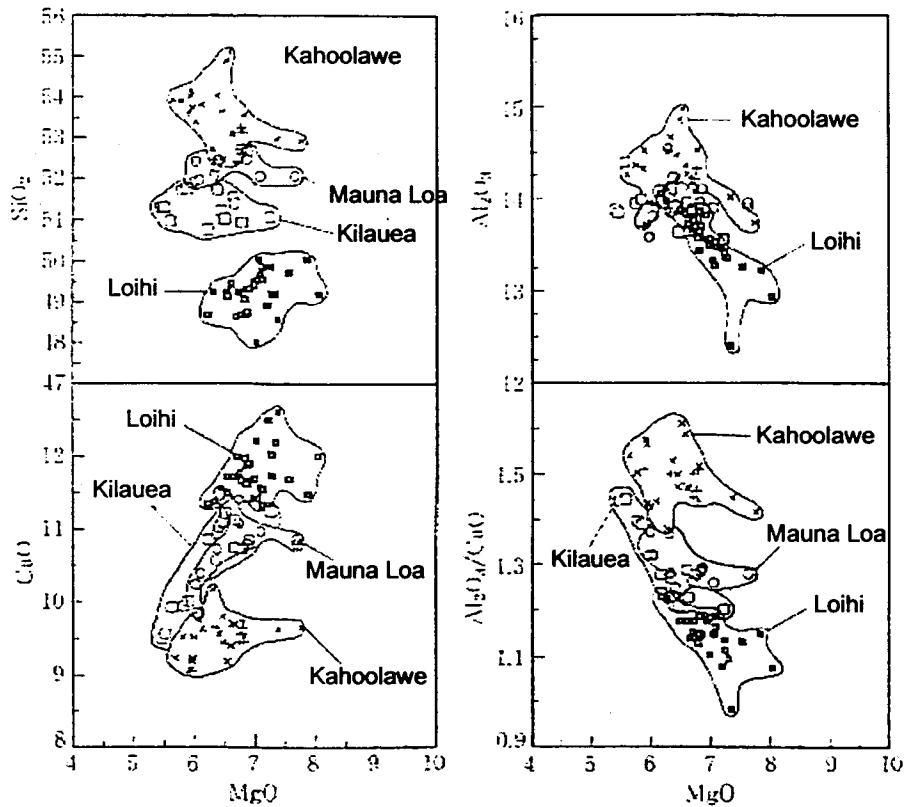 56
55
54
53
52
51
50
49
48
47
SiO2
Kahoolawe
Mauna Loa
Kilauea
Loihi
16
15
14
13
12
Al2O3
Kahoolawe
Loihi
12
11
10
9
8
CaO
Loihi
Kilauea
Mauna Loa
Kahoolawe
4
5
6
7
8
9
10
MgO
1.5
1.3
1.1
0.9
Al2O3/CaO
Kahoolawe
Mauna Loa
Kilauea
Loihi
4
5
6
7
8
9
10
MgO